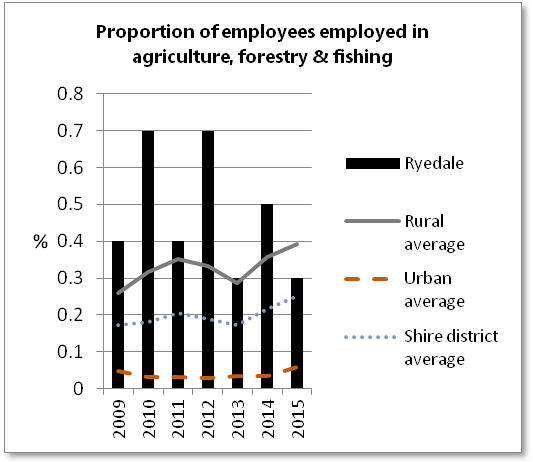 Proportion of employees employed in
agriculture, forestry & fishing
0.8
0.7
0.6
0.5
0.4
0.3
0.2
0.1
0
%
2009
2010
2011
2012
2013
2014
2015
Ryedale
Rural
average
Urban
average
Shire district
average